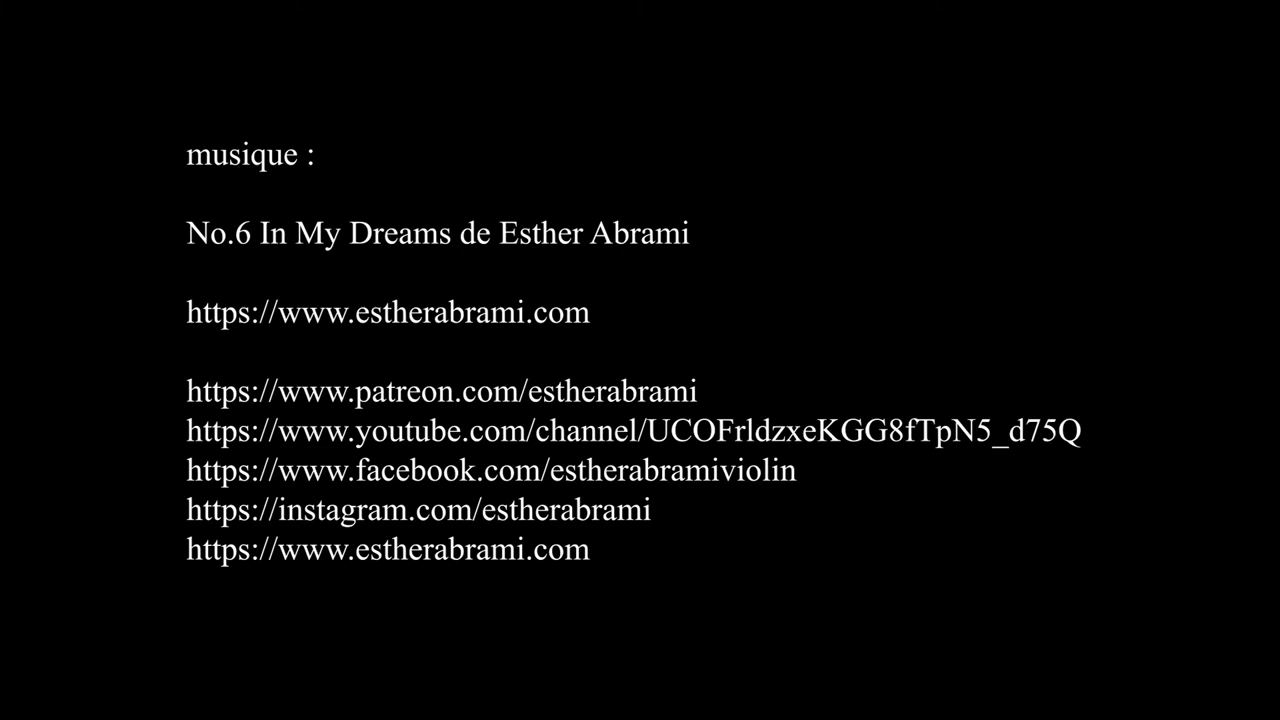 musique :
No.6 In My Dreams de Esther Abrami
https://www.estherabrami.com
https://www.patreon.com/estherabrami
https://www.youtube.com/channel/UCOFrldzxeKGG8fTpN5_d75Q
https://www.facebook.com/estherabramiviolin
https://instagram.com/estherabrami
https://www.estherabrami.com